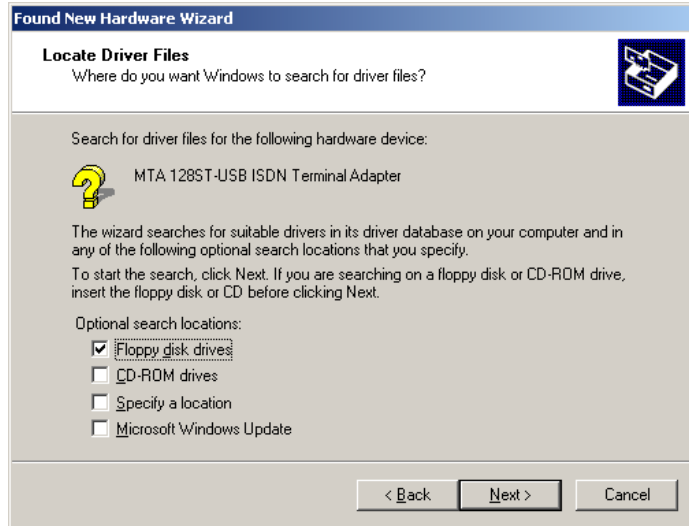 Found New Hardware Wizard
Locate Driver Files
Where do you want Windows to search for driver files?
Search for driver files for the following hardware device:
MTA 128ST-USB ISDN Terminal Adapter
The wizard searches for suitable drivers in its driver database on your computer and in
any of the following optional search locations that you specify.
To start the search, click Next. If you are searching on a floppy disk or CD-ROM drive,
insert the floppy disk or CD before clicking Next.
Optional search locations:
Floppy disk drives
CD-ROM drives
Specify a location
Microsoft Windows Update
< Back
Next >
Cancel